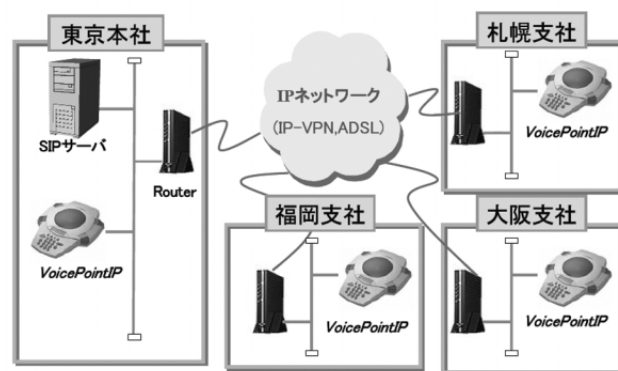 東京本社
SIPサーバ
Router
VoicePointIP
IPネットワーク
(IP-VPN,ADSL)
札幌支社
VoicePointIP
福岡支社
VoicePointIP
大阪支社
VoicePointIP